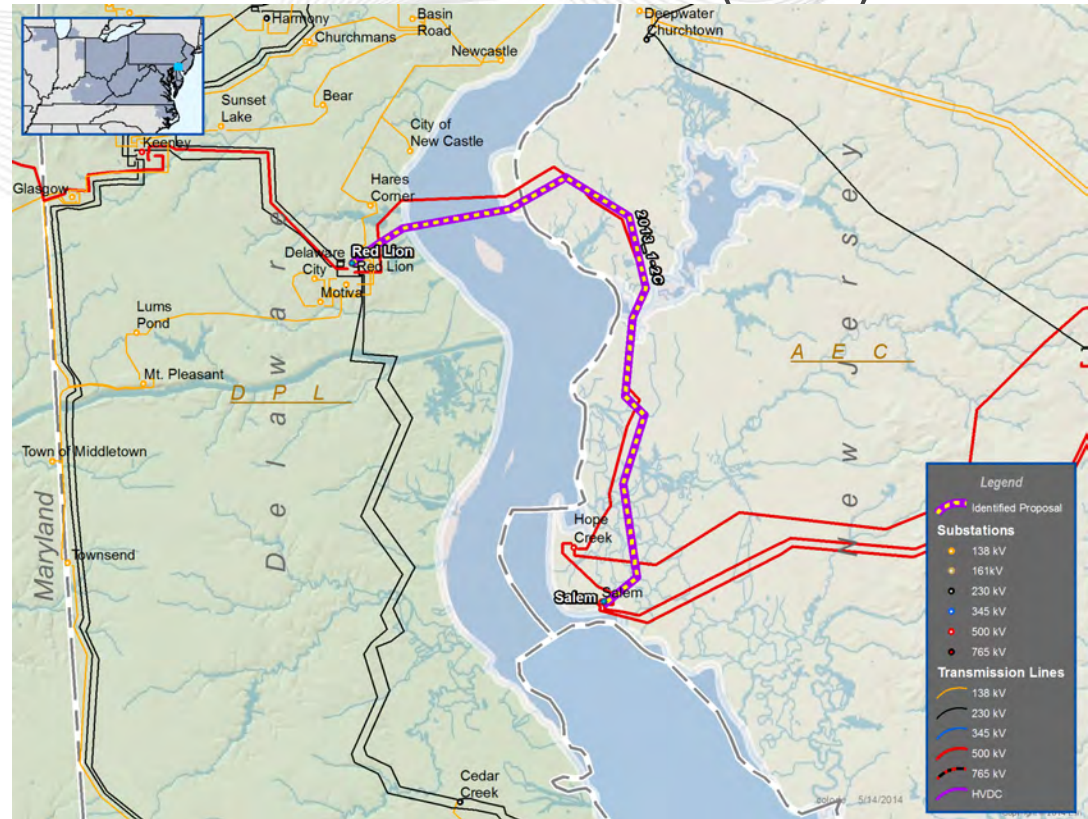 Harmony
Basin
Road
Deepwater
Churchtown
Churchmans
Newcastle
Bear
Sunset
Lake
City of
New Castle
Keeney
Glasgow
Hares
Corner
2013_1-2C
Red Lion
Red Lion
Delaware
City
Motiva
Lums
Pond
Mt. Pleasant
D P L
A E C
Delaware
New Jersey
Maryland
Town of Middletown
Townsend
Hope
Creek
Salem
Salem
Cedar
Creek
Legend
Identified Proposal
Substations
138 kV
161kV
230 kV
345 kV
500 kV
765 kV
Transmission Lines
138 kV
230 kV
345 kV
500 kV
765 kV
HVDC
5/14/2014